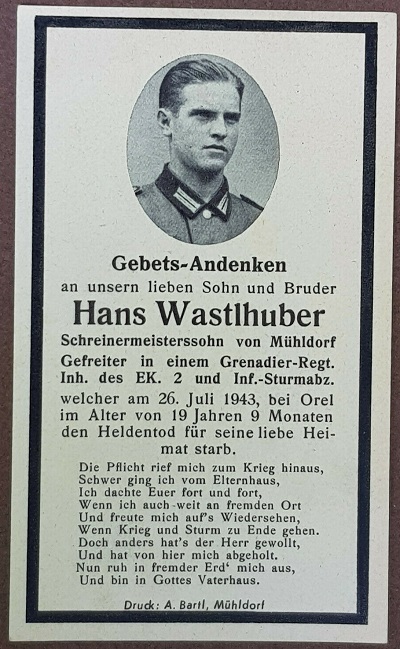 Gebets-Andenken
an unsern lieben Sohn und Bruder
Hans Wastlhuber
Schreinermeisterssohn von Mühldorf
Gefreiter in einem Grenadier-Regt.
Inh. des EK. 2 und Inf.-Sturmabz.
welcher am 26. Juli 1943, bei Orel
im Alter von 19 Jahren 9 Monaten
den Heldentod für seine liebe Hei-
mat starb.
Die Pflicht rief mich zum Krieg hinaus,
Schwer ging ich vom Elternhaus,
Ich dachte Euer fort und fort,
Wenn ich auch weit an fremden Ort
Und freute mich auf's Wiedersehen,
Wenn Krieg und Sturm zu Ende gehen.
Doch anders hat's der Herr gewollt,
Und hat von hier mich abgeholt.
Nun ruh in fremder Erd' mich aus,
Und bin in Gottes Vaterhaus.
Druck: A. Bartl, Mühldorf